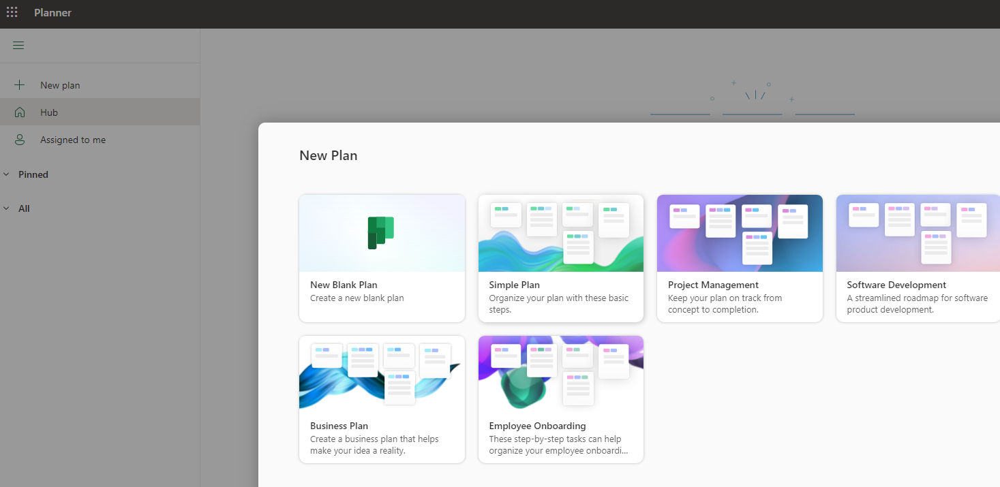 Planner
New plan
Hub
Assigned to me
Pinned
All
New Plan
New Blank Plan
Create a new blank plan
Simple Plan
Organize your plan with these basic
steps.
Project Management
Keep your plan on track from
concept to completion.
Software Development
A streamlined roadmap for software
product development.
Business Plan
Create a business plan that helps
make your idea a reality.
Employee Onboarding
These step-by-step tasks can help
organize your employee onboardi...